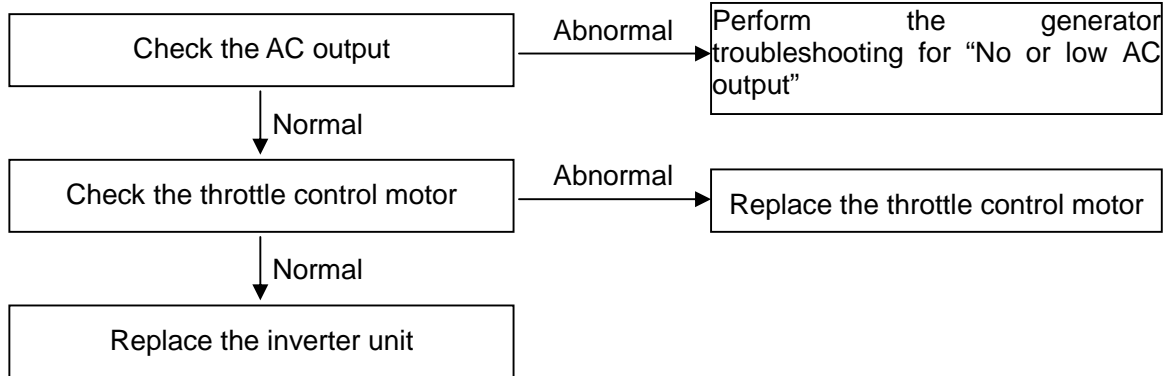 Check the AC output
Abnormal
Perform the generator
troubleshooting for “No or low AC
output”
Normal
Check the throttle control motor
Abnormal
Replace the throttle control motor
Normal
Replace the inverter unit